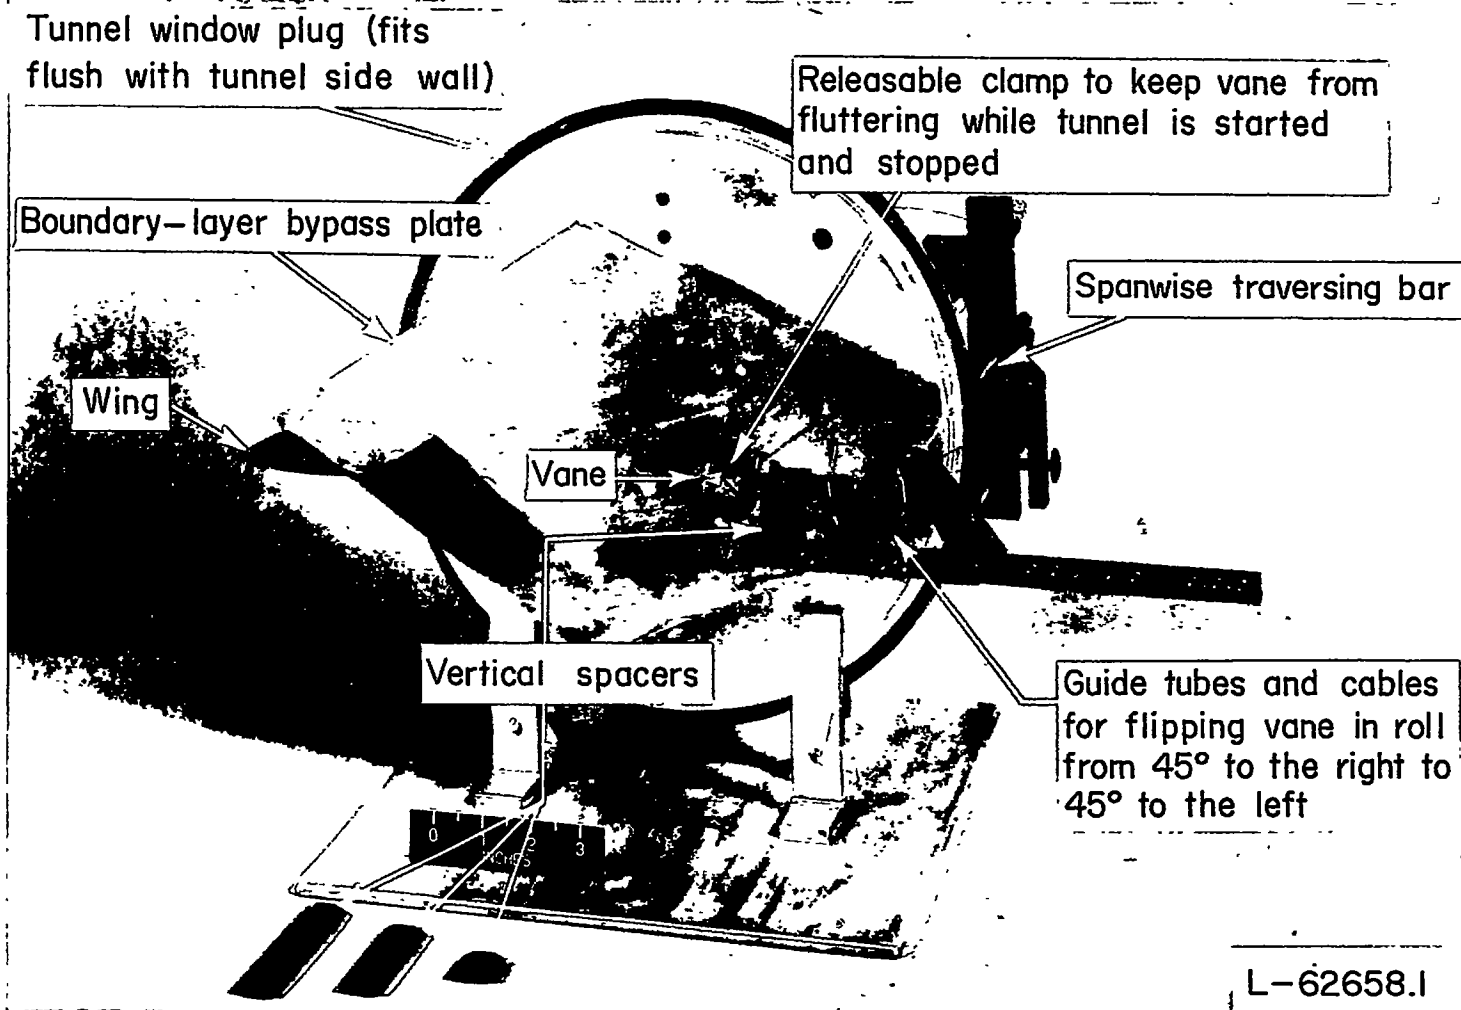 Tunnel window plug (fits
flush with tunnel side wall)
Releasable clamp to keep vane from
fluttering while tunnel is started
and stopped
Boundary-layer bypass plate
Spanwise traversing bar
Wing
Vane
Vertical spacers
Guide tubes and cables
for flipping vane in roll
from 45° to the right to
45° to the left
0 2 3
INCHES
L-62658.1